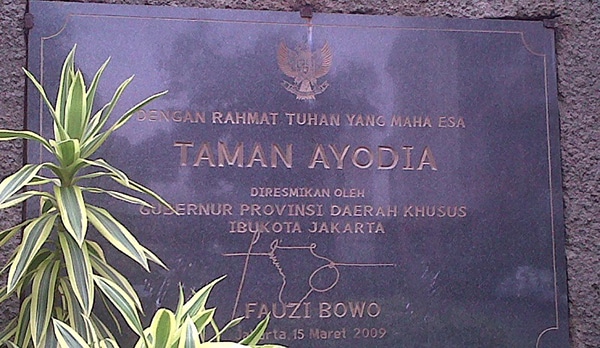 DENGAN RAHMAT TUHAN YANG MAHA ESA
TAMAN AYODIA
DIRESMIKAN OLEH
GUBERNUR PROVINSI DAERAH KHUSUS
IBUKOTA JAKARTA
FAUZI BOWO
Jakarta, 15 Maret 2009